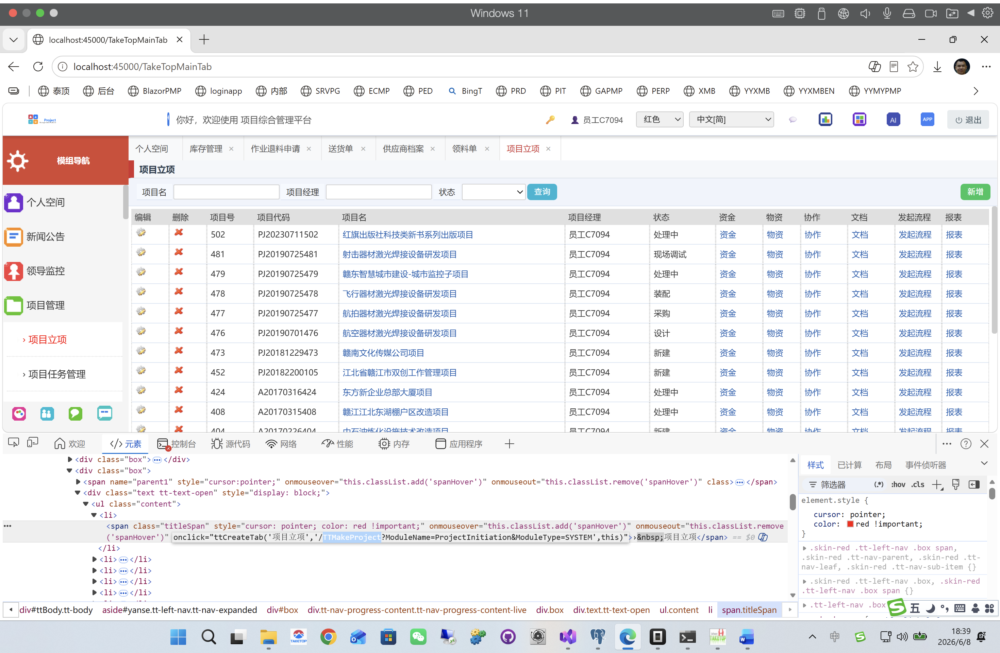 Windows 11
localhost:45000/TakeTopMainTab
localhost:45000/TakeTopMainTab
泰顶 后台 BlazorPMP loginapp 内部 SRVPG ECMP PED BingT PRD PIT GAPMP PERP XMB YYXMB YYXMBEN YYMYPMP
Project
你好，欢迎使用 项目综合管理平台
员工C7094 红色 中文[简] AI APP 退出
模组导航
个人空间 库存管理 作业退料申请 送货单 供应商档案 领料单 项目立项
项目立项
项目名 项目经理 状态 查询 新增
个人空间
新闻公告
领导监控
项目管理
› 项目立项
› 项目任务管理
编辑 删除 项目号 项目代码 项目名 项目经理 状态 资金 物资 协作 文档 发起流程 报表
502 PJ20230711502 红旗出版社科技类新书系列出版项目 员工C7094 处理中 资金 物资 协作 文档 发起流程 报表
481 PJ20190725481 射击器材激光焊接设备研发项目 员工C7094 现场调试 资金 物资 协作 文档 发起流程 报表
479 PJ20190725479 赣东智慧城市建设-城市监控子项目 员工C7094 处理中 资金 物资 协作 文档 发起流程 报表
478 PJ20190725478 飞行器材激光焊接设备研发项目 员工C7094 装配 资金 物资 协作 文档 发起流程 报表
477 PJ20190725477 航拍器材激光焊接设备研发项目 员工C7094 采购 资金 物资 协作 文档 发起流程 报表
476 PJ20190701476 航空器材激光焊接设备研发项目 员工C7094 设计 资金 物资 协作 文档 发起流程 报表
473 PJ20181229473 赣南文化传媒公司项目 员工C7094 新建 资金 物资 协作 文档 发起流程 报表
452 PJ20182200105 江北省赣江市双创工作管理项目 员工C7094 新建 资金 物资 协作 文档 发起流程 报表
424 A20170316424 东方新企业总部大厦项目 员工C7094 处理中 资金 物资 协作 文档 发起流程 报表
408 A20170315408 赣江江北东湖棚户区改造项目 员工C7094 处理中 资金 物资 协作 文档 发起流程 报表
404 A20170226404 中石油炼化设施技术改造项目 员工C7094 新建 资金 物资 协作 文档 发起流程 报表
欢迎 </> 元素 控制台 源代码 网络 性能 内存 应用程序
<div class="box"> ••• </div>
<div class="box">
<span name="parent1" style="cursor:pointer;" onmouseover="this.classList.add('spanHover')" onmouseout="this.classList.remove('spanHover')" class> ••• </span>
<div class="text tt-text-open" style="display: block;">
<ul class="content">
<li>
<span class="titleSpan" style="cursor: pointer; color: red !important;" onmouseover="this.classList.add('spanHover')" onmouseout="this.classList.remove
('spanHover')" onclick="ttCreateTab('项目立项','/TTMakeProject?ModuleName=ProjectInitiation&ModuleType=SYSTEM',this)">›&nbsp;项目立项</span> == $0
</li>
<li> ••• </li>
<li> ••• </li>
<li> ••• </li>
<li> ••• </li>
div#ttBody.tt-body aside#yanse.tt-left-nav.tt-nav-expanded div#box div.tt-nav-progress-content.tt-nav-progress-content-live div.box div.text.tt-text-open ul.content li span.titleSpan
样式 已计算 布局 事件侦听器
筛选器 (.*) :hov .cls
element.style {
cursor: pointer;
color: red !important;
}
.skin-red .tt-left-nav .box span,
.skin-red .tt-nav-parent, .skin-red .tt-
nav-leaf, .skin-red .tt-nav-sub-item {}
.skin-red .tt-left-nav .box, .skin-red
.tt-left-nav .box span {}
.tt-left-nav .box
五
TAKETOP
中
18:39
2026/6/8